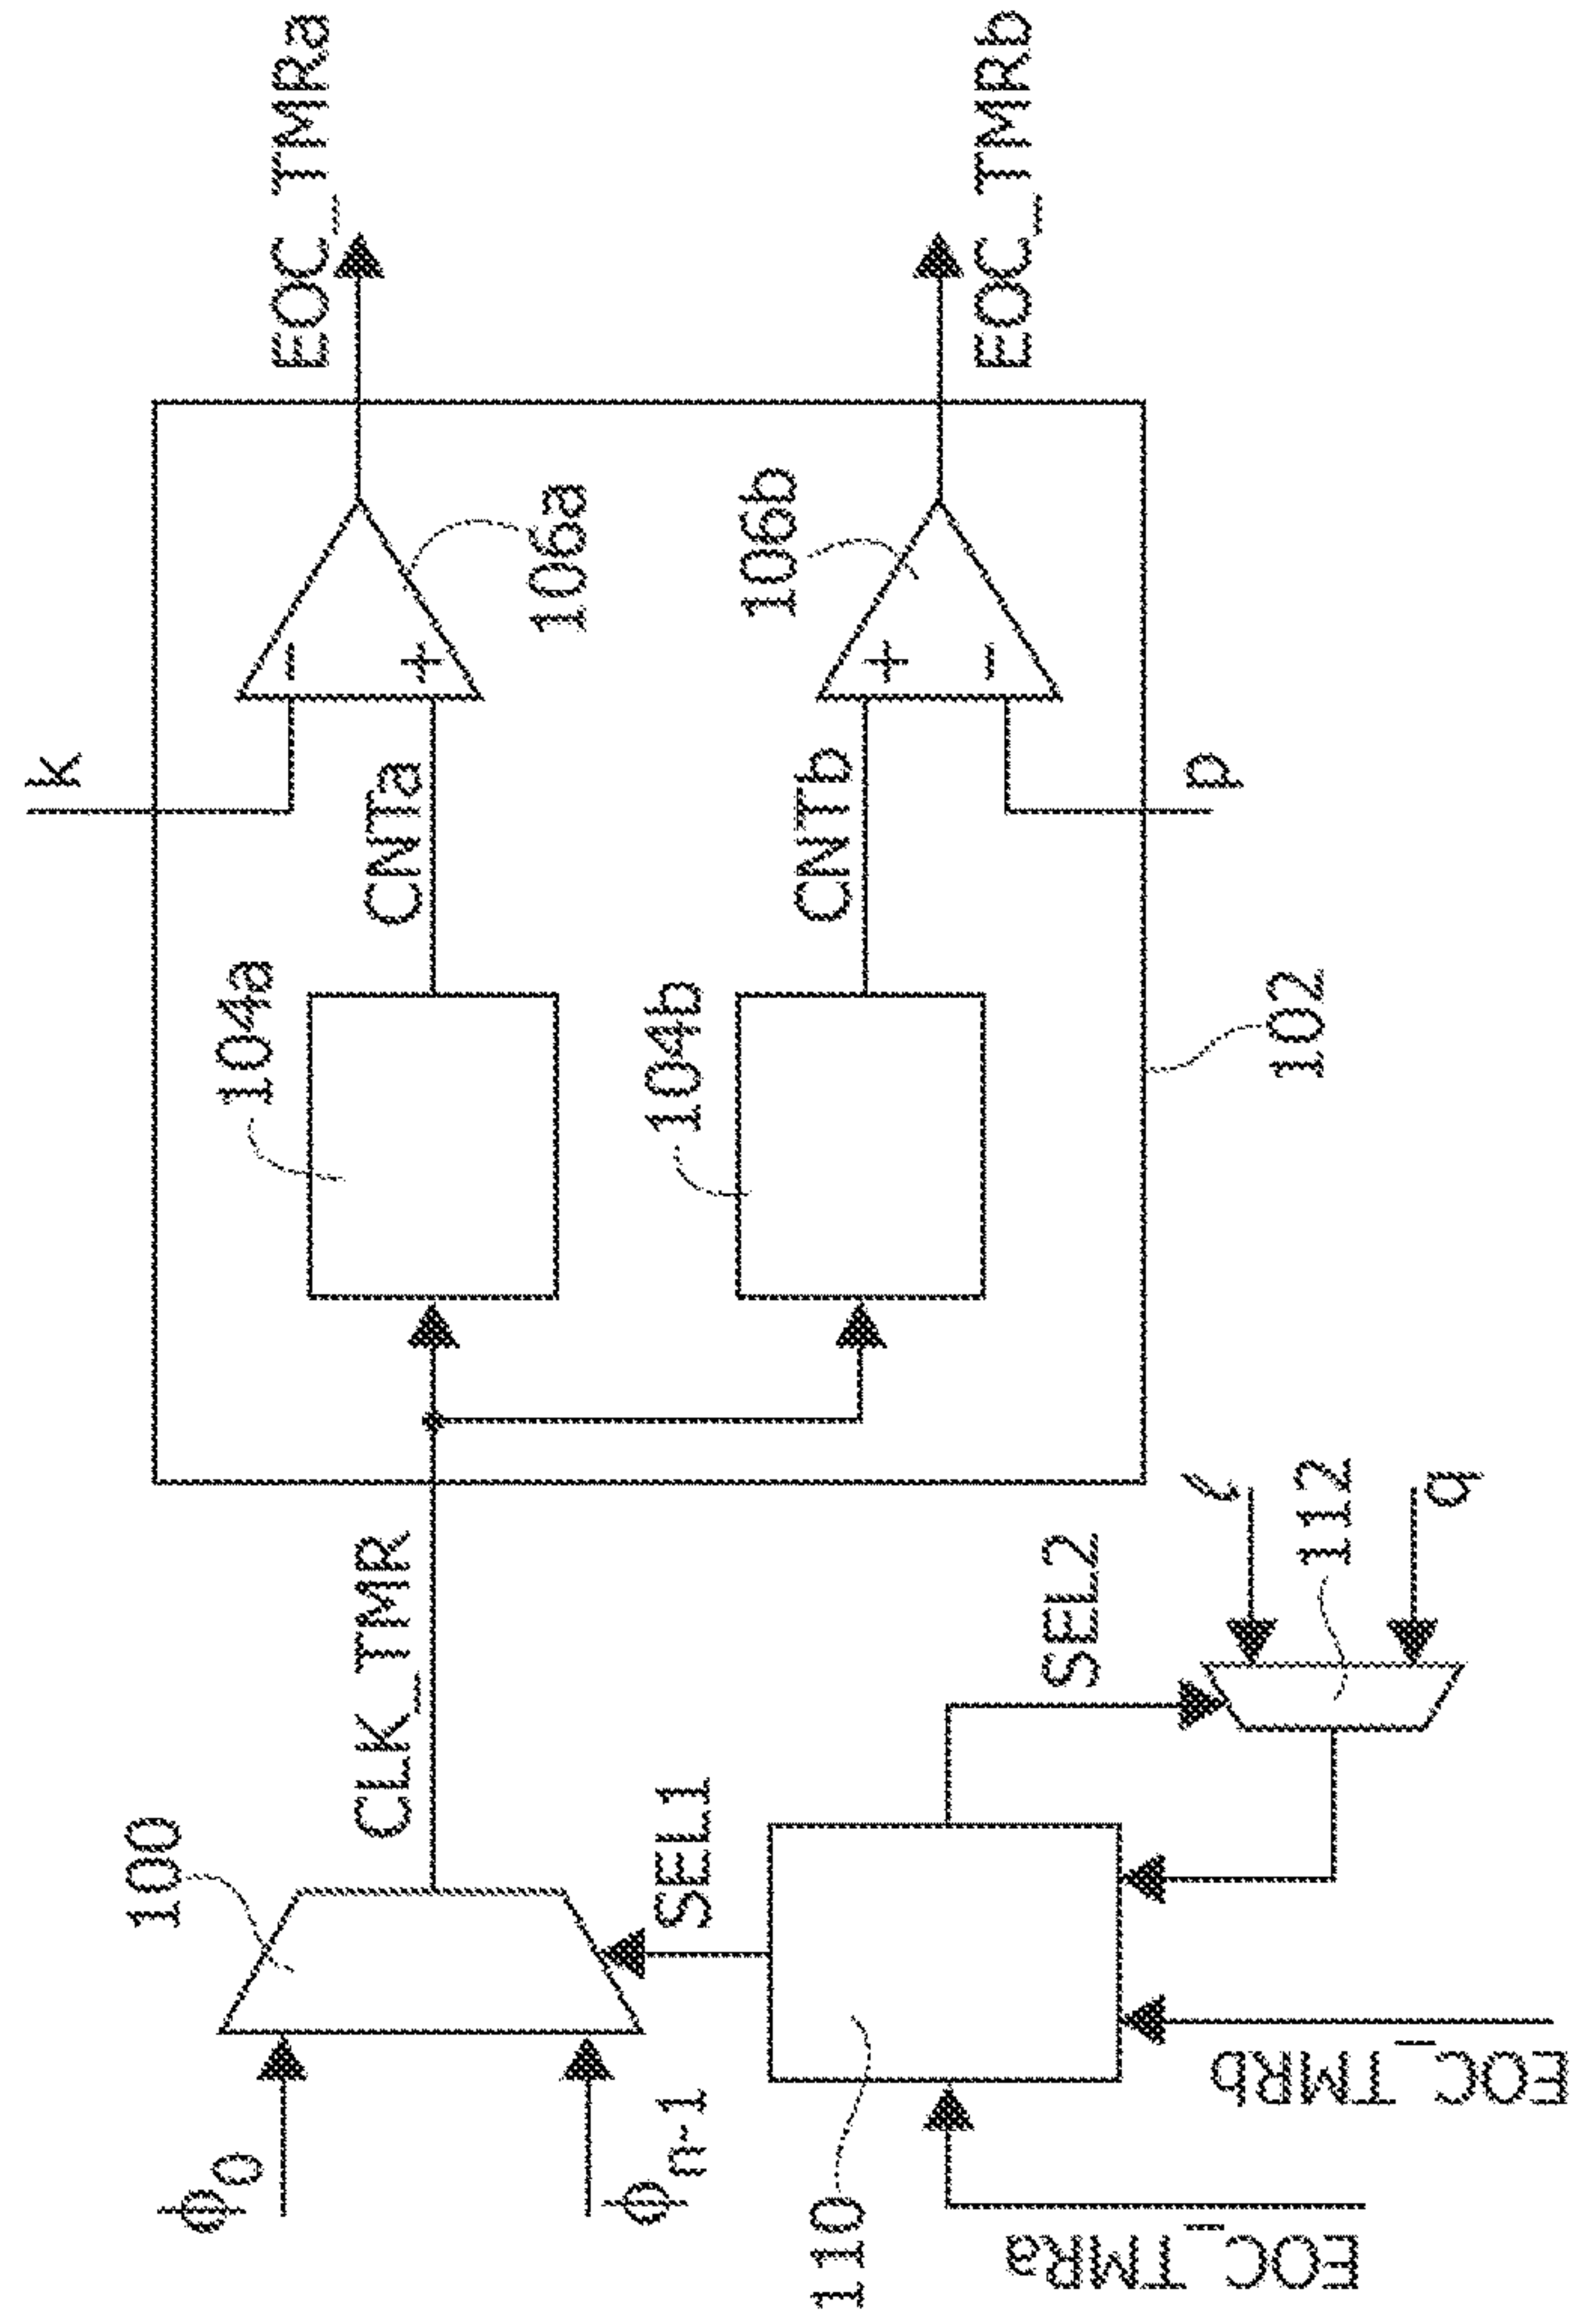 k
100
ϕ0
104a
EOC_TMRa
−
CLK_TMR
CNTa
+
106a
ϕn-1
SEL1
104b
106b
110
CNTb
+
−
EOC_TMRb
SEL2
EOC_TMRa
p
ℓ
102
112
EOC_TMRb
q